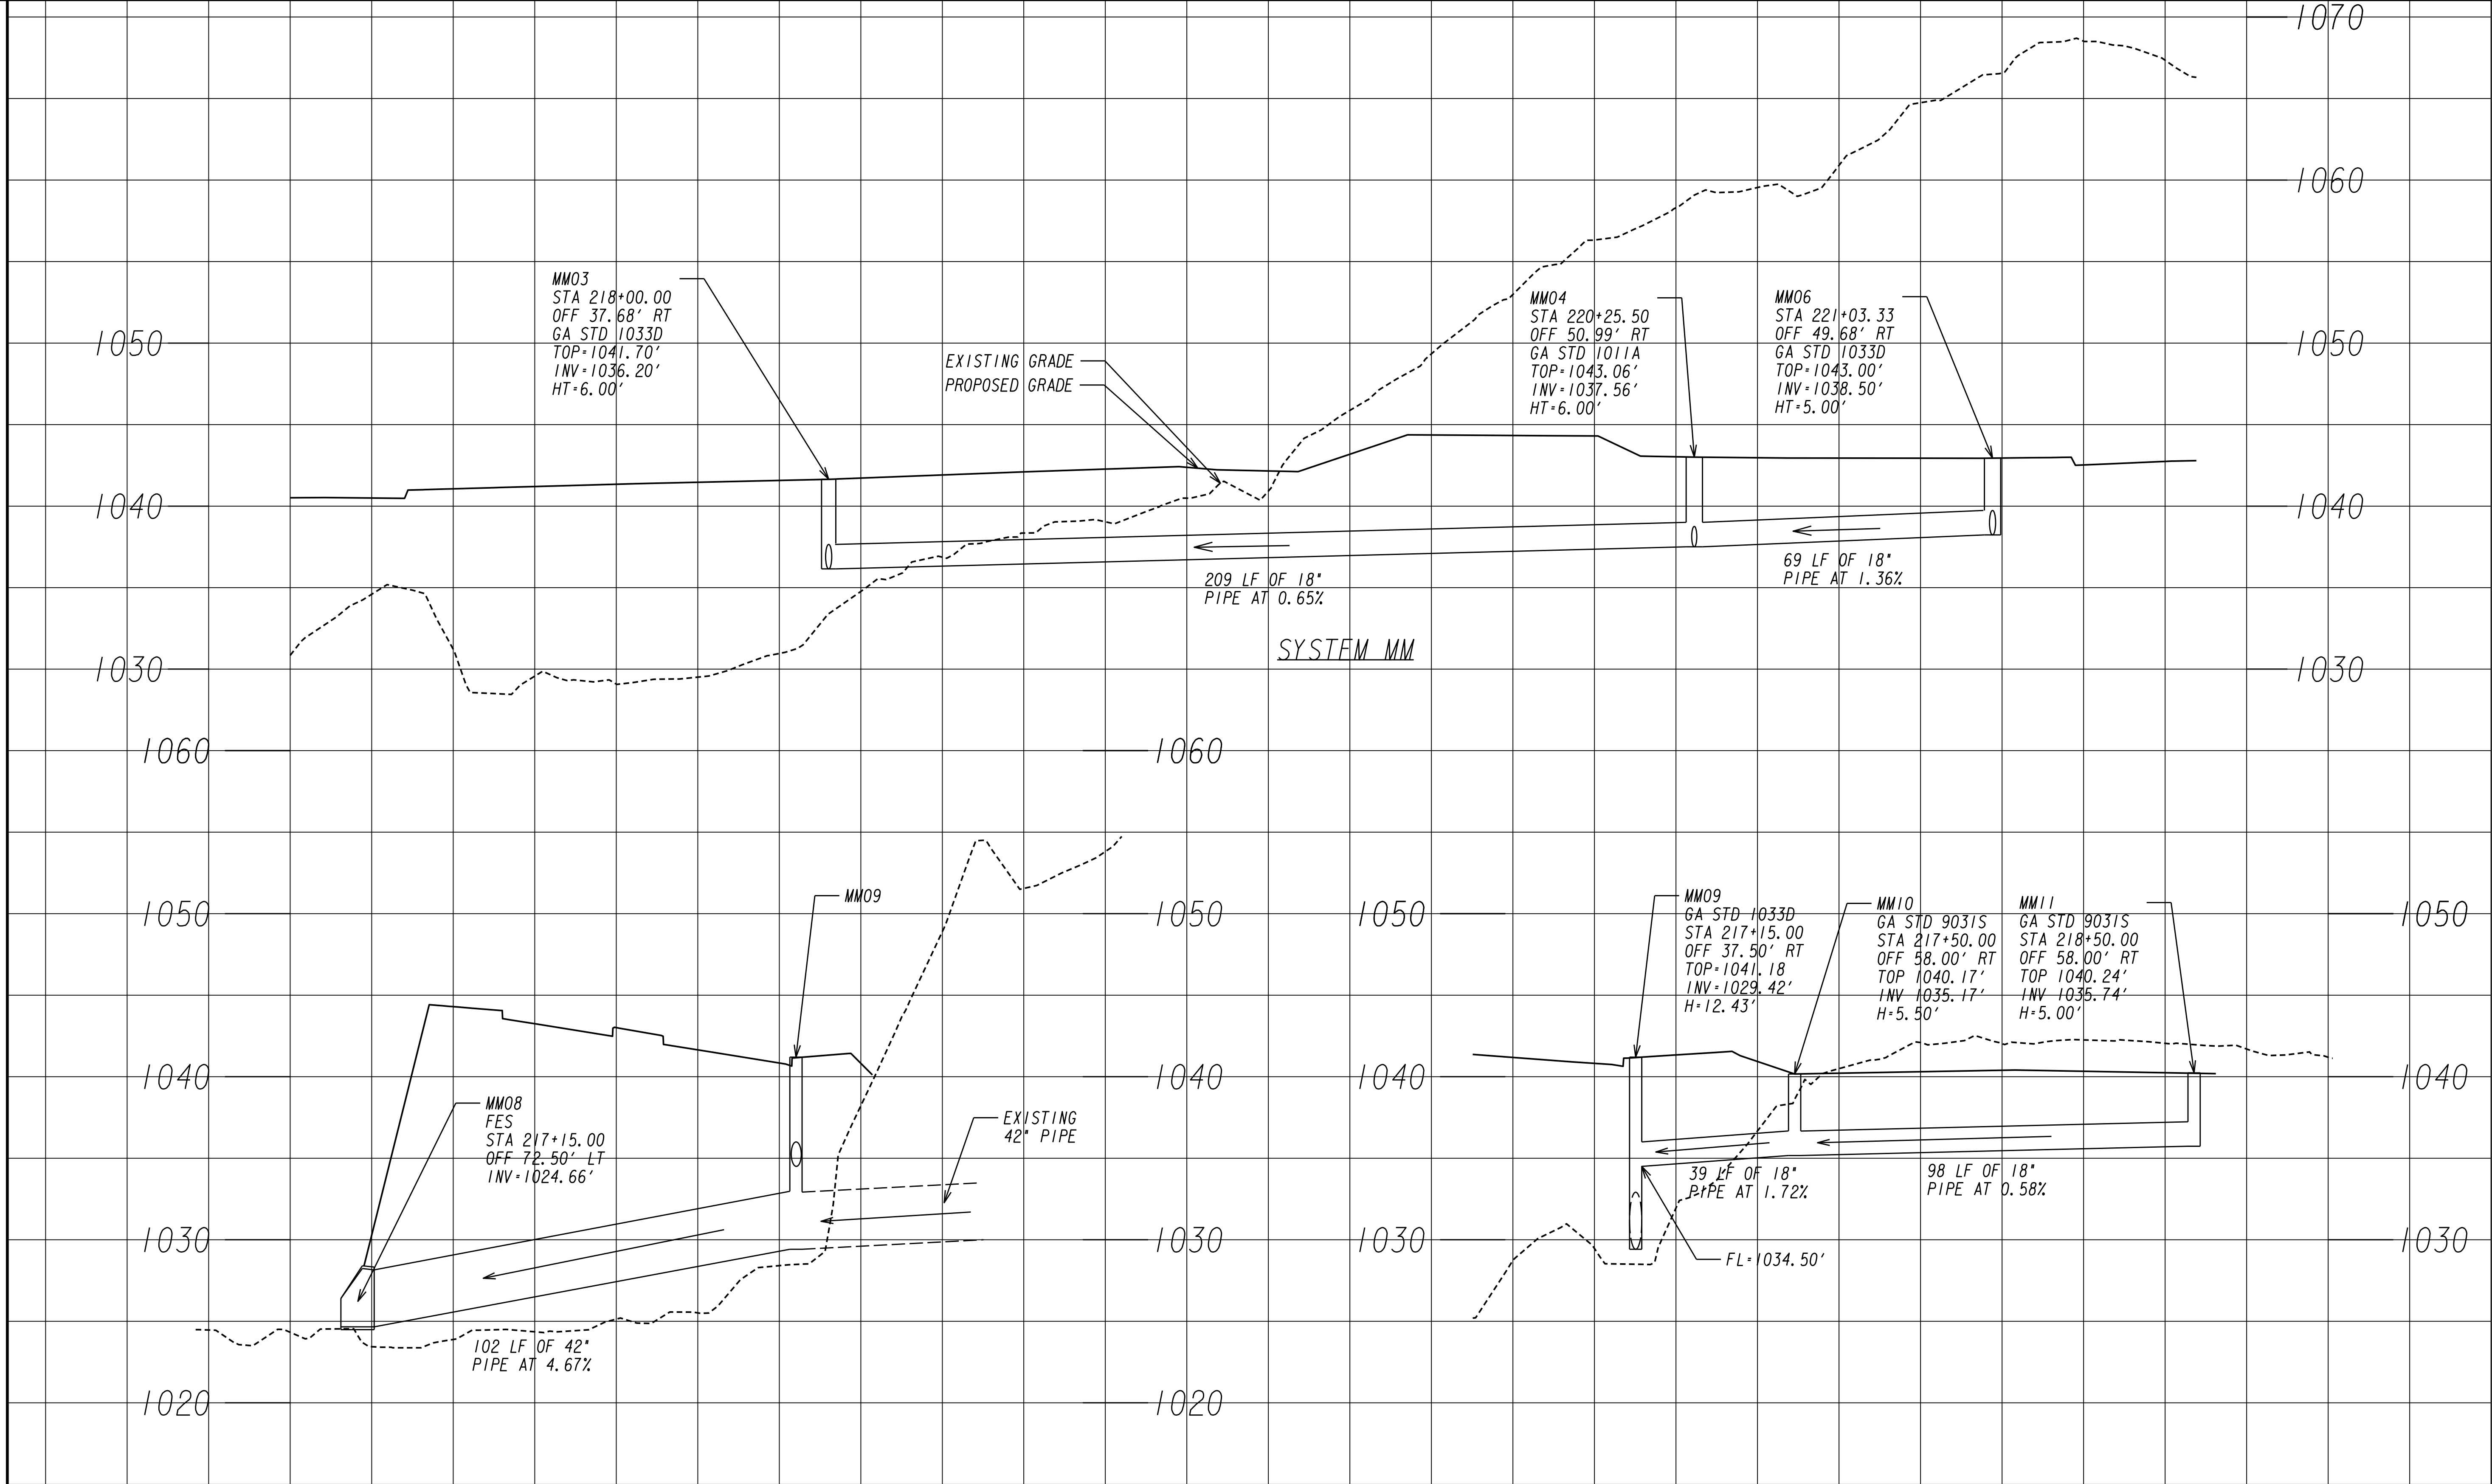 1070
1060
1050
1050
1040
1040
1030
1030
MM03
STA 218+00.00
OFF 37.68' RT
GA STD 1033D
TOP=1041.70'
INV=1036.20'
HT=6.00'
EXISTING GRADE
PROPOSED GRADE
MM04
STA 220+25.50
OFF 50.99' RT
GA STD 1011A
TOP=1043.06'
INV=1037.56'
HT=6.00'
MM06
STA 221+03.33
OFF 49.68' RT
GA STD 1033D
TOP=1043.00'
INV=1038.50'
HT=5.00'
209 LF OF 18"
PIPE AT 0.65%
69 LF OF 18"
PIPE AT 1.36%
SYSTEM MM
1060
1060
1050
1050
1040
1040
1030
1030
1020
1020
MM09
MM08
FES
STA 217+15.00
OFF 72.50' LT
INV=1024.66'
EXISTING
42" PIPE
102 LF OF 42"
PIPE AT 4.67%
1050
1050
1040
1040
1030
1030
MM09
GA STD 1033D
STA 217+15.00
OFF 37.50' RT
TOP=1041.18
INV=1029.42'
H=12.43'
MM10
GA STD 9031S
STA 217+50.00
OFF 58.00' RT
TOP 1040.17'
INV 1035.17'
H=5.50'
MM11
GA STD 9031S
STA 218+50.00
OFF 58.00' RT
TOP 1040.24'
INV 1035.74'
H=5.00'
39 LF OF 18"
PIPE AT 1.72%
98 LF OF 18"
PIPE AT 0.58%
FL=1034.50'